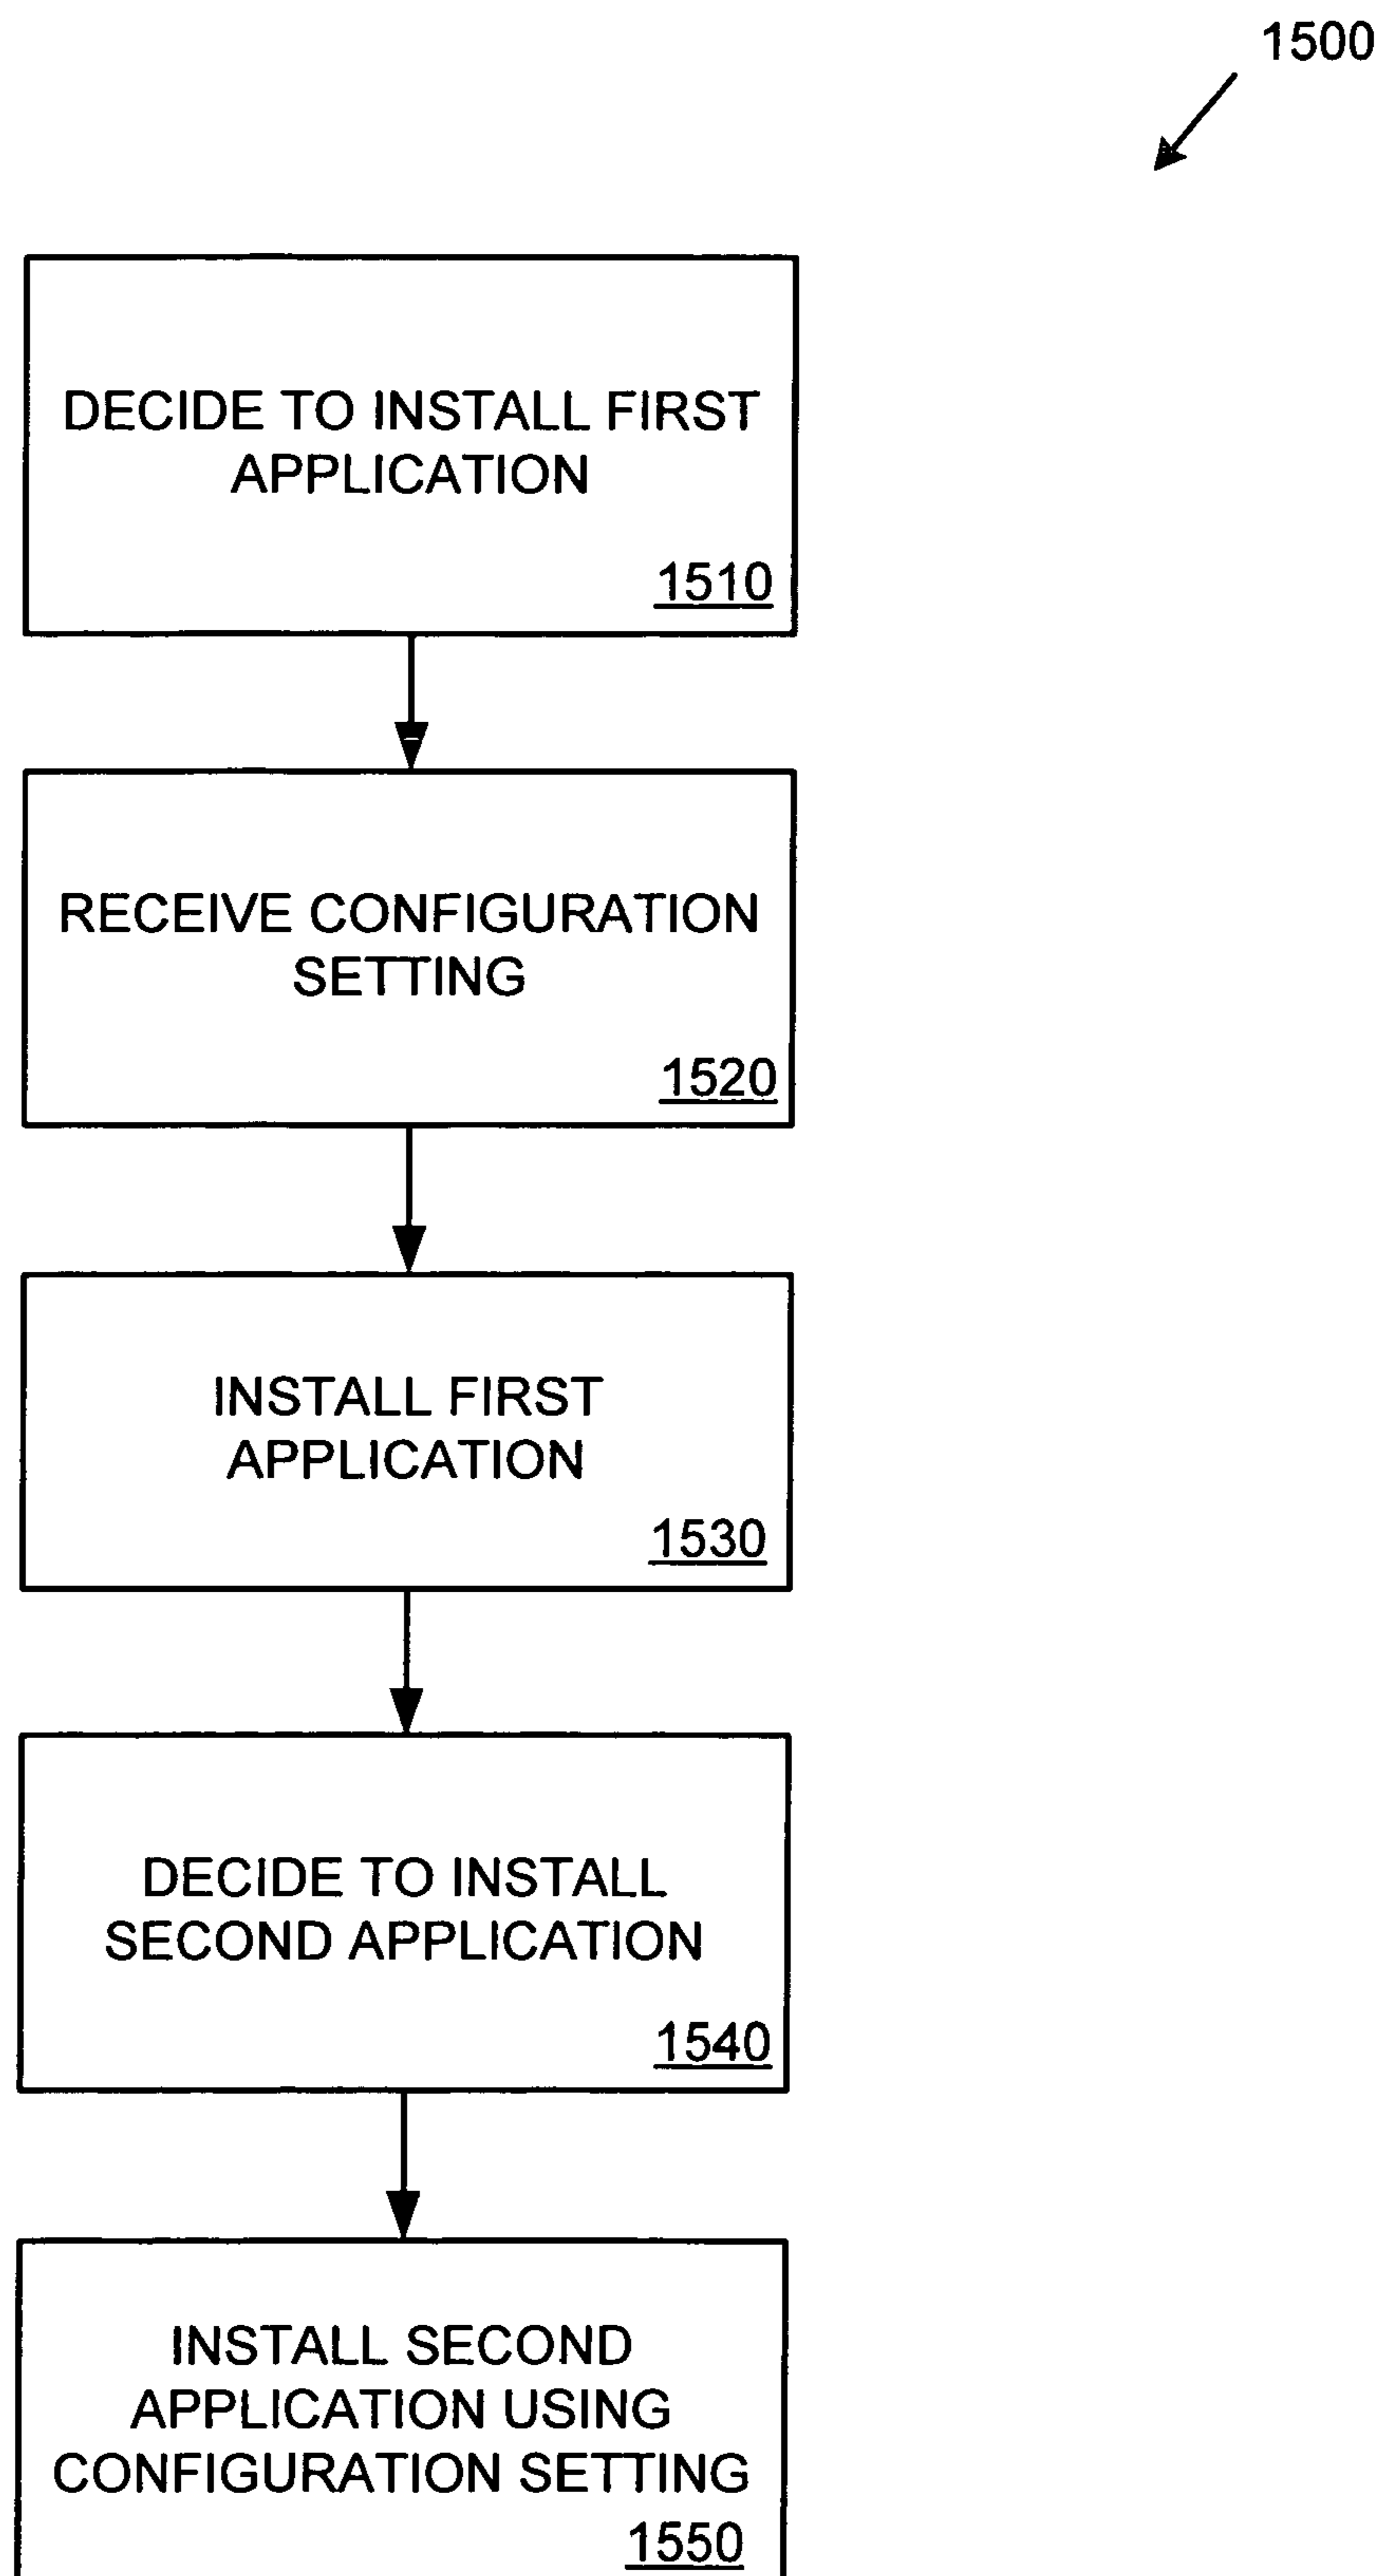 1500
DECIDE TO INSTALL FIRST
APPLICATION
1510
RECEIVE CONFIGURATION
SETTING
1520
INSTALL FIRST
APPLICATION
1530
DECIDE TO INSTALL
SECOND APPLICATION
1540
INSTALL SECOND
APPLICATION USING
CONFIGURATION SETTING
1550